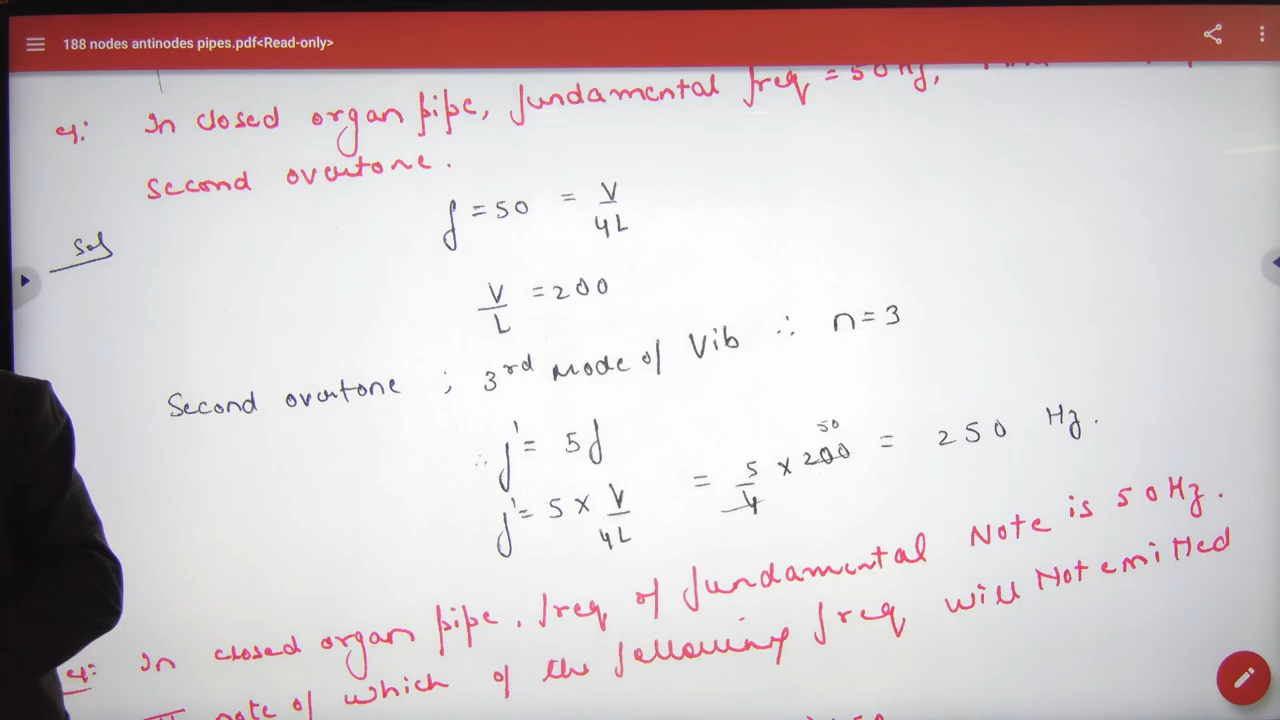 188 nodes antinodes pipes.pdf<Read-only>
Q: In closed organ pipe, fundamental freq = 50 Hz,
second overtone.
Sol
f = 50 = V/4L
V/L = 200
Second overtone ; 3rd Mode of Vib ∴ n = 3
∴ f' = 5f
f' = 5 × V/4L = 5/4 × 200 50 = 250 Hz.
Q: In closed organ pipe, freq of fundamental Note is 50Hz.
note of which of the following freq will Not emitted